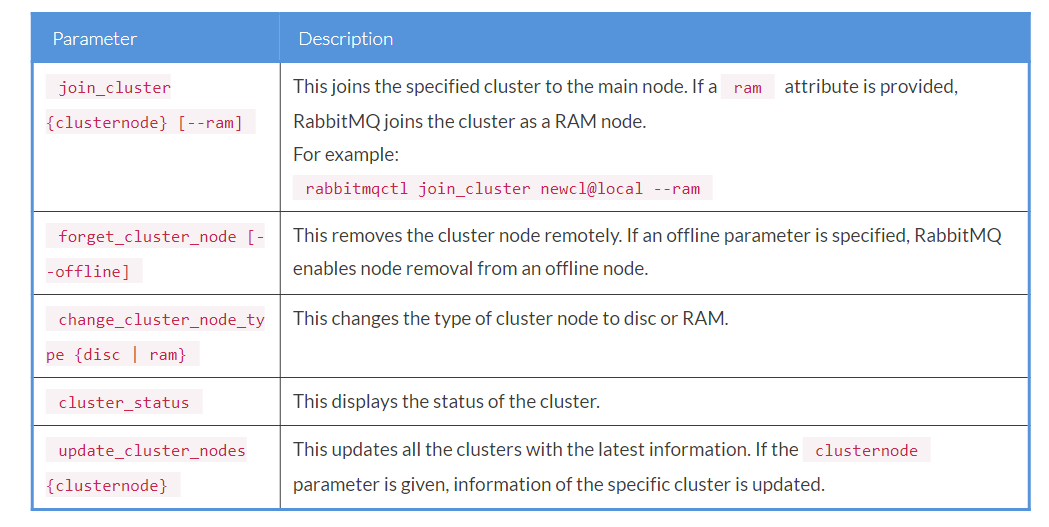 Parameter
Description
join_cluster
{clusternode} [--ram]
This joins the specified cluster to the main node. If a ram attribute is provided,
RabbitMQ joins the cluster as a RAM node.
For example:
rabbitmqctl join_cluster newcl@local --ram
forget_cluster_node [-
-offline]
This removes the cluster node remotely. If an offline parameter is specified, RabbitMQ
enables node removal from an offline node.
change_cluster_node_ty
pe {disc | ram}
This changes the type of cluster node to disc or RAM.
cluster_status
This displays the status of the cluster.
update_cluster_nodes
{clusternode}
This updates all the clusters with the latest information. If the clusternode
parameter is given, information of the specific cluster is updated.